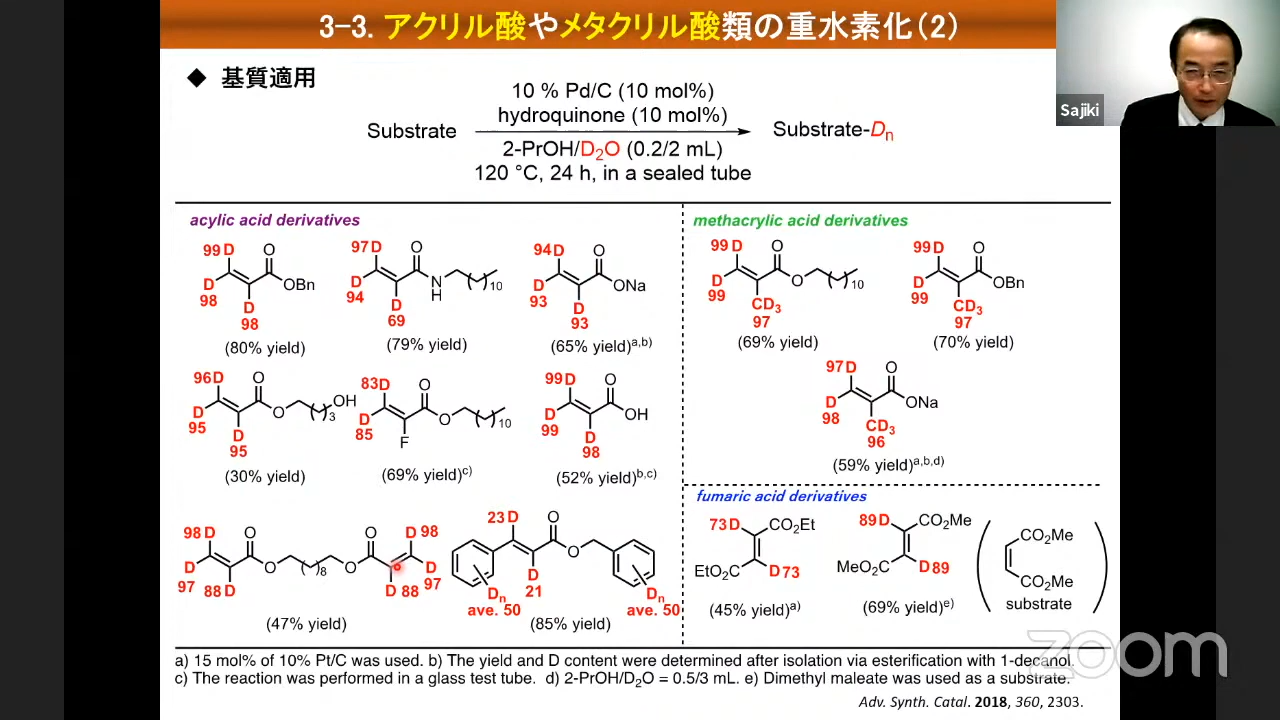 3-3. アクリル酸やメタクリル酸類の重水素化(2)
Sajiki
◆ 基質適用
10 % Pd/C (10 mol%)
hydroquinone (10 mol%)
Substrate
Substrate-Dn
2-PrOH/D2O (0.2/2 mL)
120 °C, 24 h, in a sealed tube
acylic acid derivatives
99 D
D
98
D
98
O
OBn
(80% yield)
97 D
D
94
D
69
O
N
H
10
(79% yield)
94 D
D
93
D
93
O
ONa
(65% yield)a,b)
96 D
D
95
D
95
O
O
3
OH
(30% yield)
83 D
D
85
F
O
O
10
(69% yield)c)
99 D
D
99
D
98
O
OH
(52% yield)b,c)
98 D
D
97
88 D
O
O
8
O
O
D 98
D
97
D 88
(47% yield)
23 D
D
21
O
O
Dn
ave. 50
Dn
ave. 50
(85% yield)
methacrylic acid derivatives
99 D
D
99
CD3
97
O
O
10
(69% yield)
99 D
D
99
CD3
97
O
OBn
(70% yield)
97 D
D
98
CD3
96
O
ONa
(59% yield)a,b,d)
fumaric acid derivatives
73 D
CO2Et
EtO2C
D 73
(45% yield)a)
89 D
CO2Me
MeO2C
D 89
(69% yield)e)
CO2Me
CO2Me
substrate
a) 15 mol% of 10% Pt/C was used. b) The yield and D content were determined after isolation via esterification with 1-decanol.
c) The reaction was performed in a glass test tube. d) 2-PrOH/D2O = 0.5/3 mL. e) Dimethyl maleate was used as a substrate.
Adv. Synth. Catal. 2018, 360, 2303.
zoom